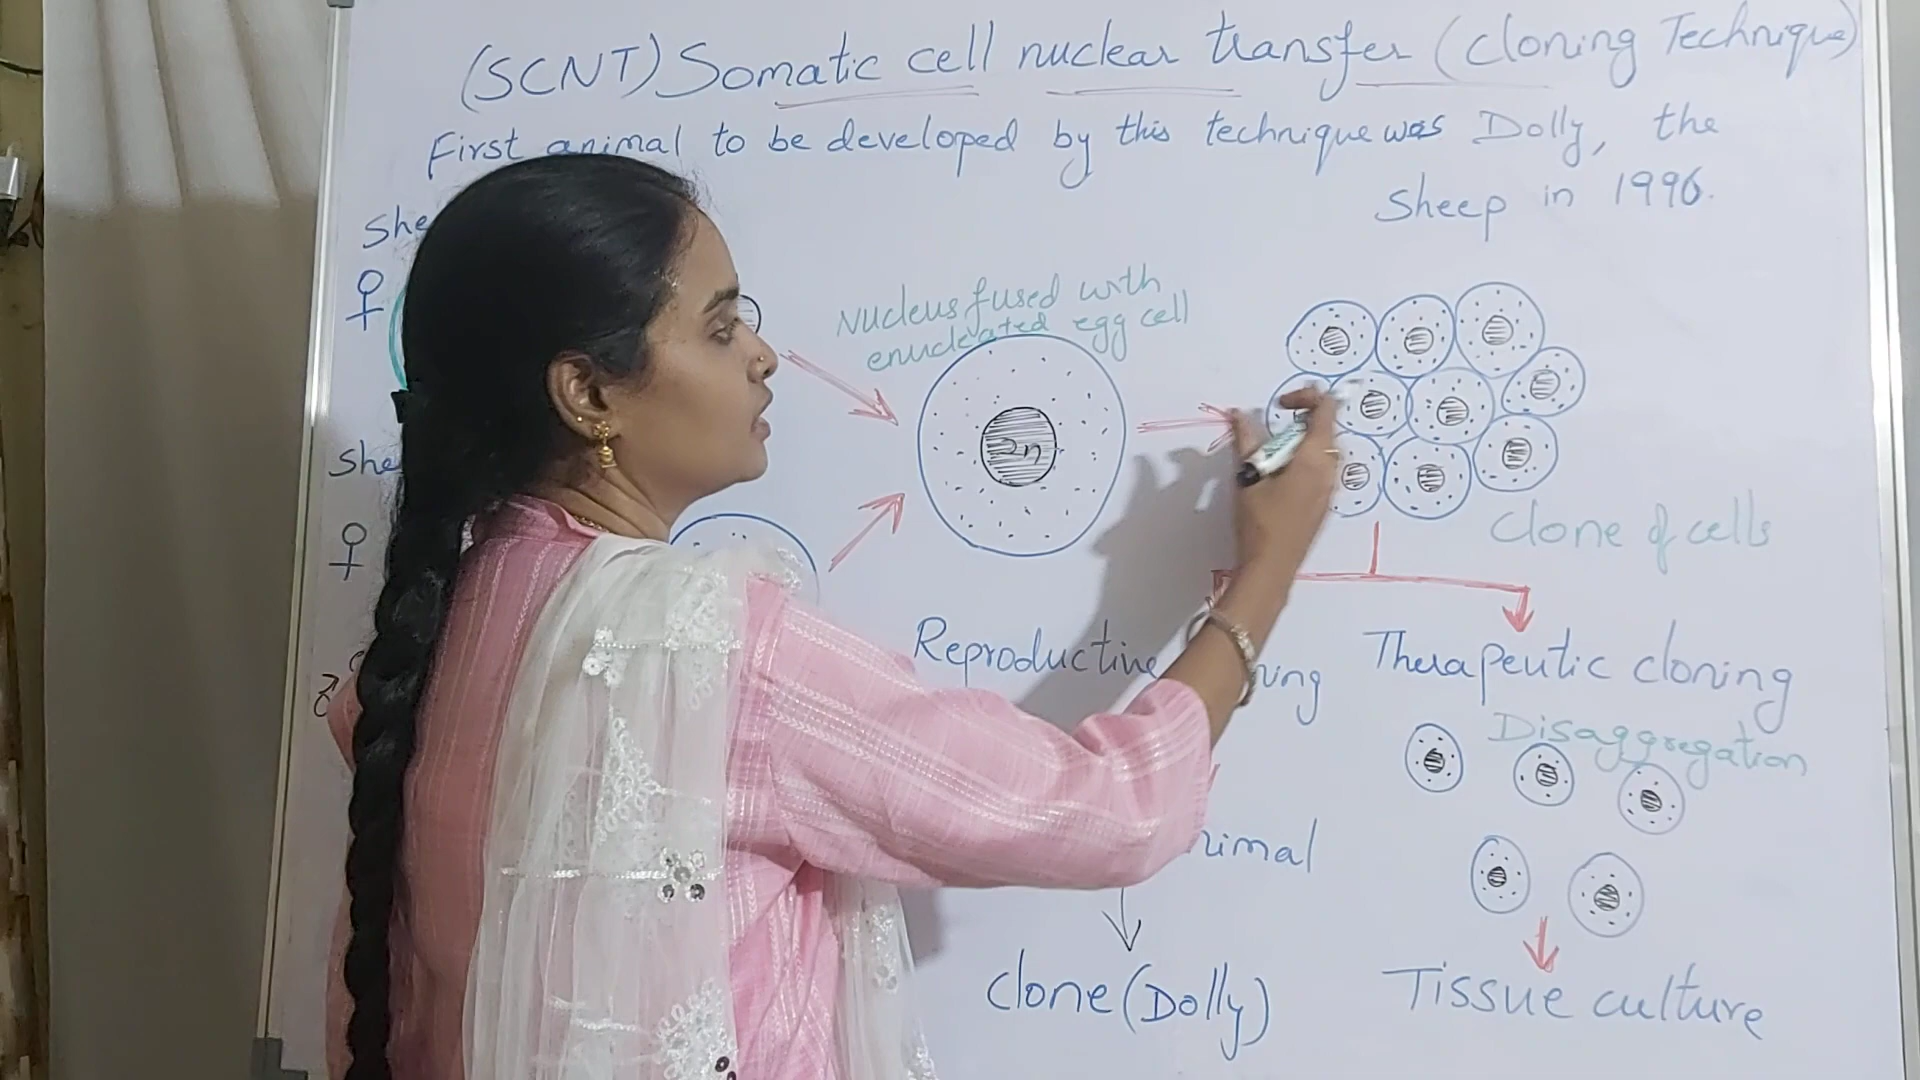 (SCNT) Somatic cell nuclear transfer (cloning Technique)
First animal to be developed by this technique was Dolly, the
sheep in 1996.
She
♀
Nucleus fused with
enucleated egg cell
2n
She
♀
Clone of cells
♂
Reproductive
Therapeutic cloning
Disaggregation
Clone (Dolly)
Tissue culture